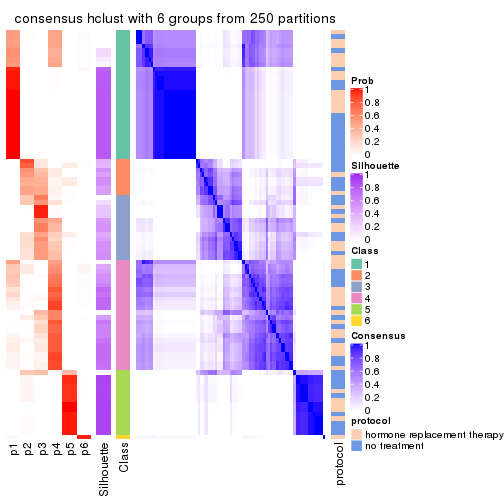 consensus hclust with 6 groups from 250 partitions
Prob
1
0.8
0.6
0.4
0.2
0
Silhouette
1
0.8
0.6
0.4
0.2
0
Class
1
2
3
4
5
6
Consensus
1
0.8
0.6
0.4
0.2
0
protocol
hormone replacement therapy
no treatment
p1
p2
p3
p4
p5
p6
Silhouette
Class
protocol